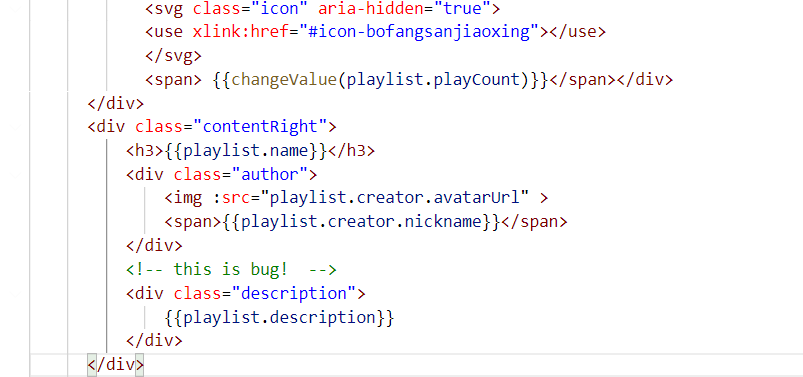 <svg class="icon" aria-hidden="true">
<use xlink:href="#icon-bofangsanjiaoxing"></use>
</svg>
<span> {{changeValue(playlist.playCount)}}</span></div>
</div>
<div class="contentRight">
<h3>{{playlist.name}}</h3>
<div class="author">
<img :src="playlist.creator.avatarUrl" >
<span>{{playlist.creator.nickname}}</span>
</div>
<!-- this is bug!  -->
<div class="description">
{{playlist.description}}
</div>
</div>